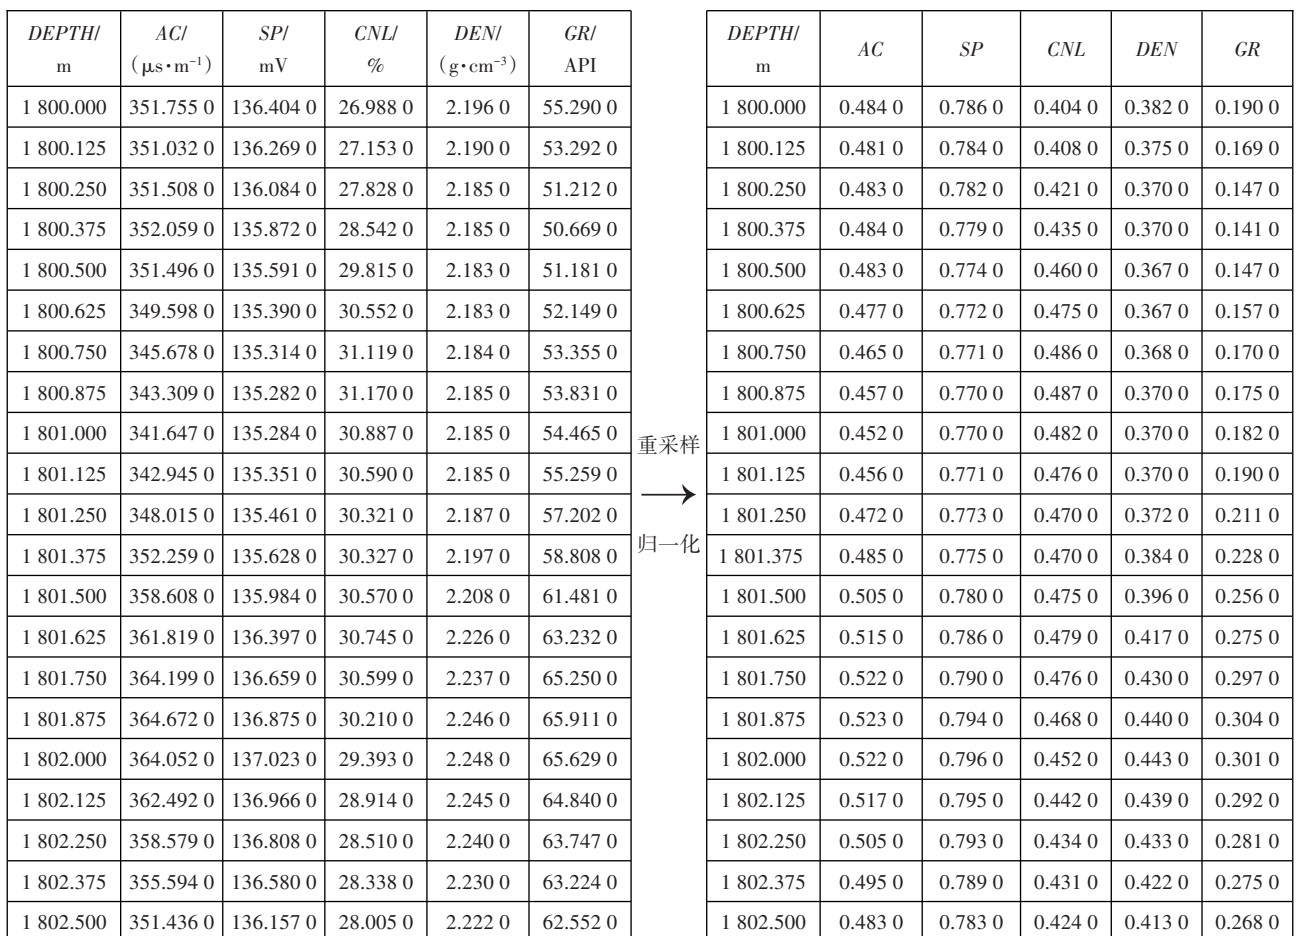 DEPTH/ AC/ SP/ CNL/ DEN/ GR/
m (μs·m⁻¹) mV % (g·cm⁻³) API
1 800.000 351.755 0 136.404 0 26.988 0 2.196 0 55.290 0
1 800.125 351.032 0 136.269 0 27.153 0 2.190 0 53.292 0
1 800.250 351.508 0 136.084 0 27.828 0 2.185 0 51.212 0
1 800.375 352.059 0 135.872 0 28.542 0 2.185 0 50.669 0
1 800.500 351.496 0 135.591 0 29.815 0 2.183 0 51.181 0
1 800.625 349.598 0 135.390 0 30.552 0 2.183 0 52.149 0
1 800.750 345.678 0 135.314 0 31.119 0 2.184 0 53.355 0
1 800.875 343.309 0 135.282 0 31.170 0 2.185 0 53.831 0
1 801.000 341.647 0 135.284 0 30.887 0 2.185 0 54.465 0
1 801.125 342.945 0 135.351 0 30.590 0 2.185 0 55.259 0
1 801.250 348.015 0 135.461 0 30.321 0 2.187 0 57.202 0
1 801.375 352.259 0 135.628 0 30.327 0 2.197 0 58.808 0
1 801.500 358.608 0 135.984 0 30.570 0 2.208 0 61.481 0
1 801.625 361.819 0 136.397 0 30.745 0 2.226 0 63.232 0
1 801.750 364.199 0 136.659 0 30.599 0 2.237 0 65.250 0
1 801.875 364.672 0 136.875 0 30.210 0 2.246 0 65.911 0
1 802.000 364.052 0 137.023 0 29.393 0 2.248 0 65.629 0
1 802.125 362.492 0 136.966 0 28.914 0 2.245 0 64.840 0
1 802.250 358.579 0 136.808 0 28.510 0 2.240 0 63.747 0
1 802.375 355.594 0 136.580 0 28.338 0 2.230 0 63.224 0
1 802.500 351.436 0 136.157 0 28.005 0 2.222 0 62.552 0
重采样
→
归一化
DEPTH/ AC SP CNL DEN GR
m
1 800.000 0.484 0 0.786 0 0.404 0 0.382 0 0.190 0
1 800.125 0.481 0 0.784 0 0.408 0 0.375 0 0.169 0
1 800.250 0.483 0 0.782 0 0.421 0 0.370 0 0.147 0
1 800.375 0.484 0 0.779 0 0.435 0 0.370 0 0.141 0
1 800.500 0.483 0 0.774 0 0.460 0 0.367 0 0.147 0
1 800.625 0.477 0 0.772 0 0.475 0 0.367 0 0.157 0
1 800.750 0.465 0 0.771 0 0.486 0 0.368 0 0.170 0
1 800.875 0.457 0 0.770 0 0.487 0 0.370 0 0.175 0
1 801.000 0.452 0 0.770 0 0.482 0 0.370 0 0.182 0
1 801.125 0.456 0 0.771 0 0.476 0 0.370 0 0.190 0
1 801.250 0.472 0 0.773 0 0.470 0 0.372 0 0.211 0
1 801.375 0.485 0 0.775 0 0.470 0 0.384 0 0.228 0
1 801.500 0.505 0 0.780 0 0.475 0 0.396 0 0.256 0
1 801.625 0.515 0 0.786 0 0.479 0 0.417 0 0.275 0
1 801.750 0.522 0 0.790 0 0.476 0 0.430 0 0.297 0
1 801.875 0.523 0 0.794 0 0.468 0 0.440 0 0.304 0
1 802.000 0.522 0 0.796 0 0.452 0 0.443 0 0.301 0
1 802.125 0.517 0 0.795 0 0.442 0 0.439 0 0.292 0
1 802.250 0.505 0 0.793 0 0.434 0 0.433 0 0.281 0
1 802.375 0.495 0 0.789 0 0.431 0 0.422 0 0.275 0
1 802.500 0.483 0 0.783 0 0.424 0 0.413 0 0.268 0